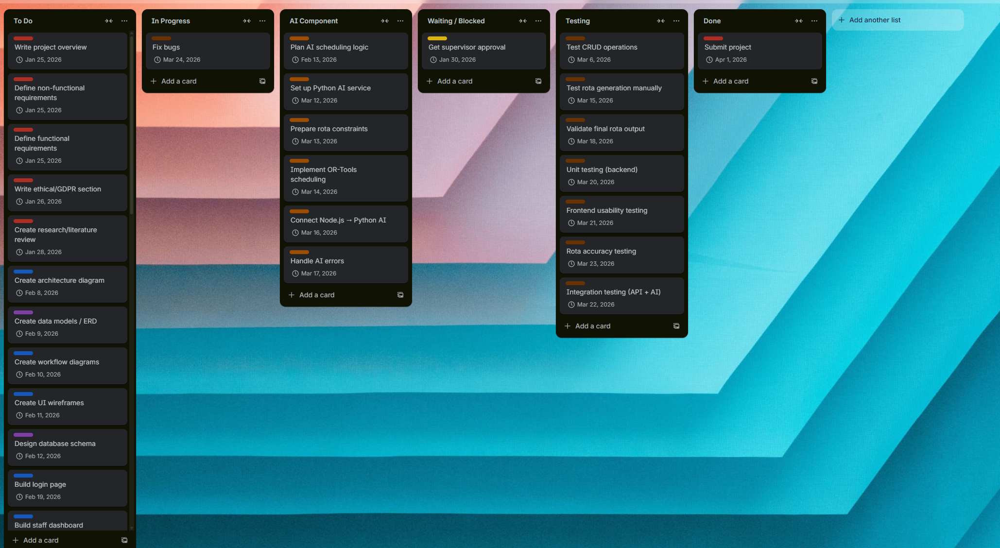 To Do
Write project overview
Jan 25, 2026
Define non-functional
requirements
Jan 25, 2026
Define functional
requirements
Jan 25, 2026
Write ethical/GDPR section
Jan 26, 2026
Create research/literature
review
Jan 28, 2026
Create architecture diagram
Feb 8, 2026
Create data models / ERD
Feb 9, 2026
Create workflow diagrams
Feb 10, 2026
Create UI wireframes
Feb 11, 2026
Design database schema
Feb 12, 2026
Build login page
Feb 19, 2026
Build staff dashboard
Add a card
In Progress
Fix bugs
Mar 24, 2026
Add a card
AI Component
Plan AI scheduling logic
Feb 13, 2026
Set up Python AI service
Mar 12, 2026
Prepare rota constraints
Mar 13, 2026
Implement OR-Tools
scheduling
Mar 14, 2026
Connect Node.js → Python AI
Mar 16, 2026
Handle AI errors
Mar 17, 2026
Add a card
Waiting / Blocked
Get supervisor approval
Jan 30, 2026
Add a card
Testing
Test CRUD operations
Mar 6, 2026
Test rota generation manually
Mar 15, 2026
Validate final rota output
Mar 18, 2026
Unit testing (backend)
Mar 20, 2026
Frontend usability testing
Mar 21, 2026
Rota accuracy testing
Mar 23, 2026
Integration testing (API + AI)
Mar 22, 2026
Add a card
Done
Submit project
Apr 1, 2026
Add a card
Add another list